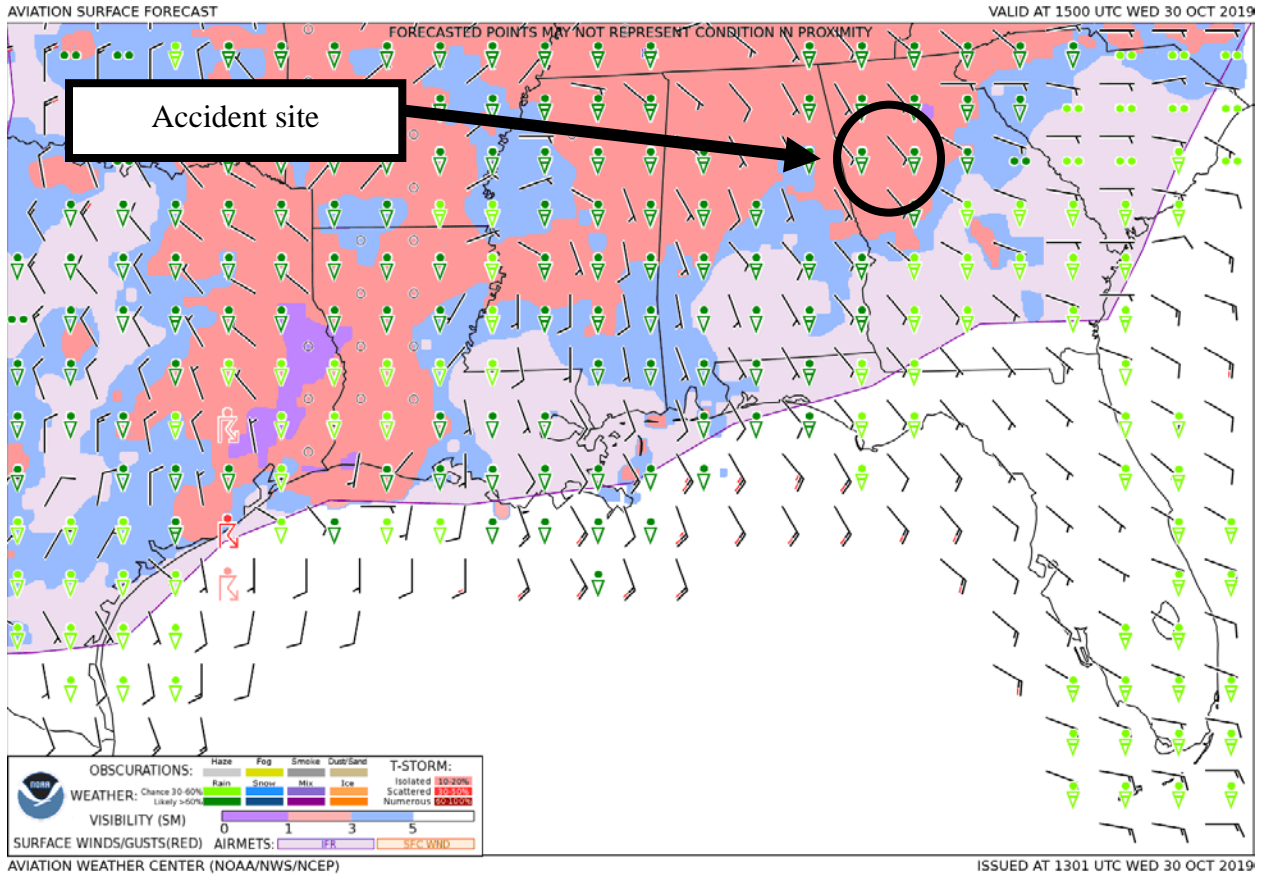 AVIATION SURFACE FORECAST
VALID AT 1500 UTC WED 30 OCT 2019
FORECASTED POINTS MAY NOT REPRESENT CONDITION IN PROXIMITY
Accident site
OBSCURATIONS: Haze Fog Smoke Dust/Sand
T-STORM:
Isolated 10-20%
Scattered 30-50%
Numerous 60-100%
WEATHER: Rain Snow Mix Ice
Chance 30-60%
Likely >60%
VISIBILITY (SM)
0 1 3 5
SURFACE WINDS/GUSTS(RED) AIRMETS: IFR SFC WND
NOAA
AVIATION WEATHER CENTER (NOAA/NWS/NCEP)
ISSUED AT 1301 UTC WED 30 OCT 2019